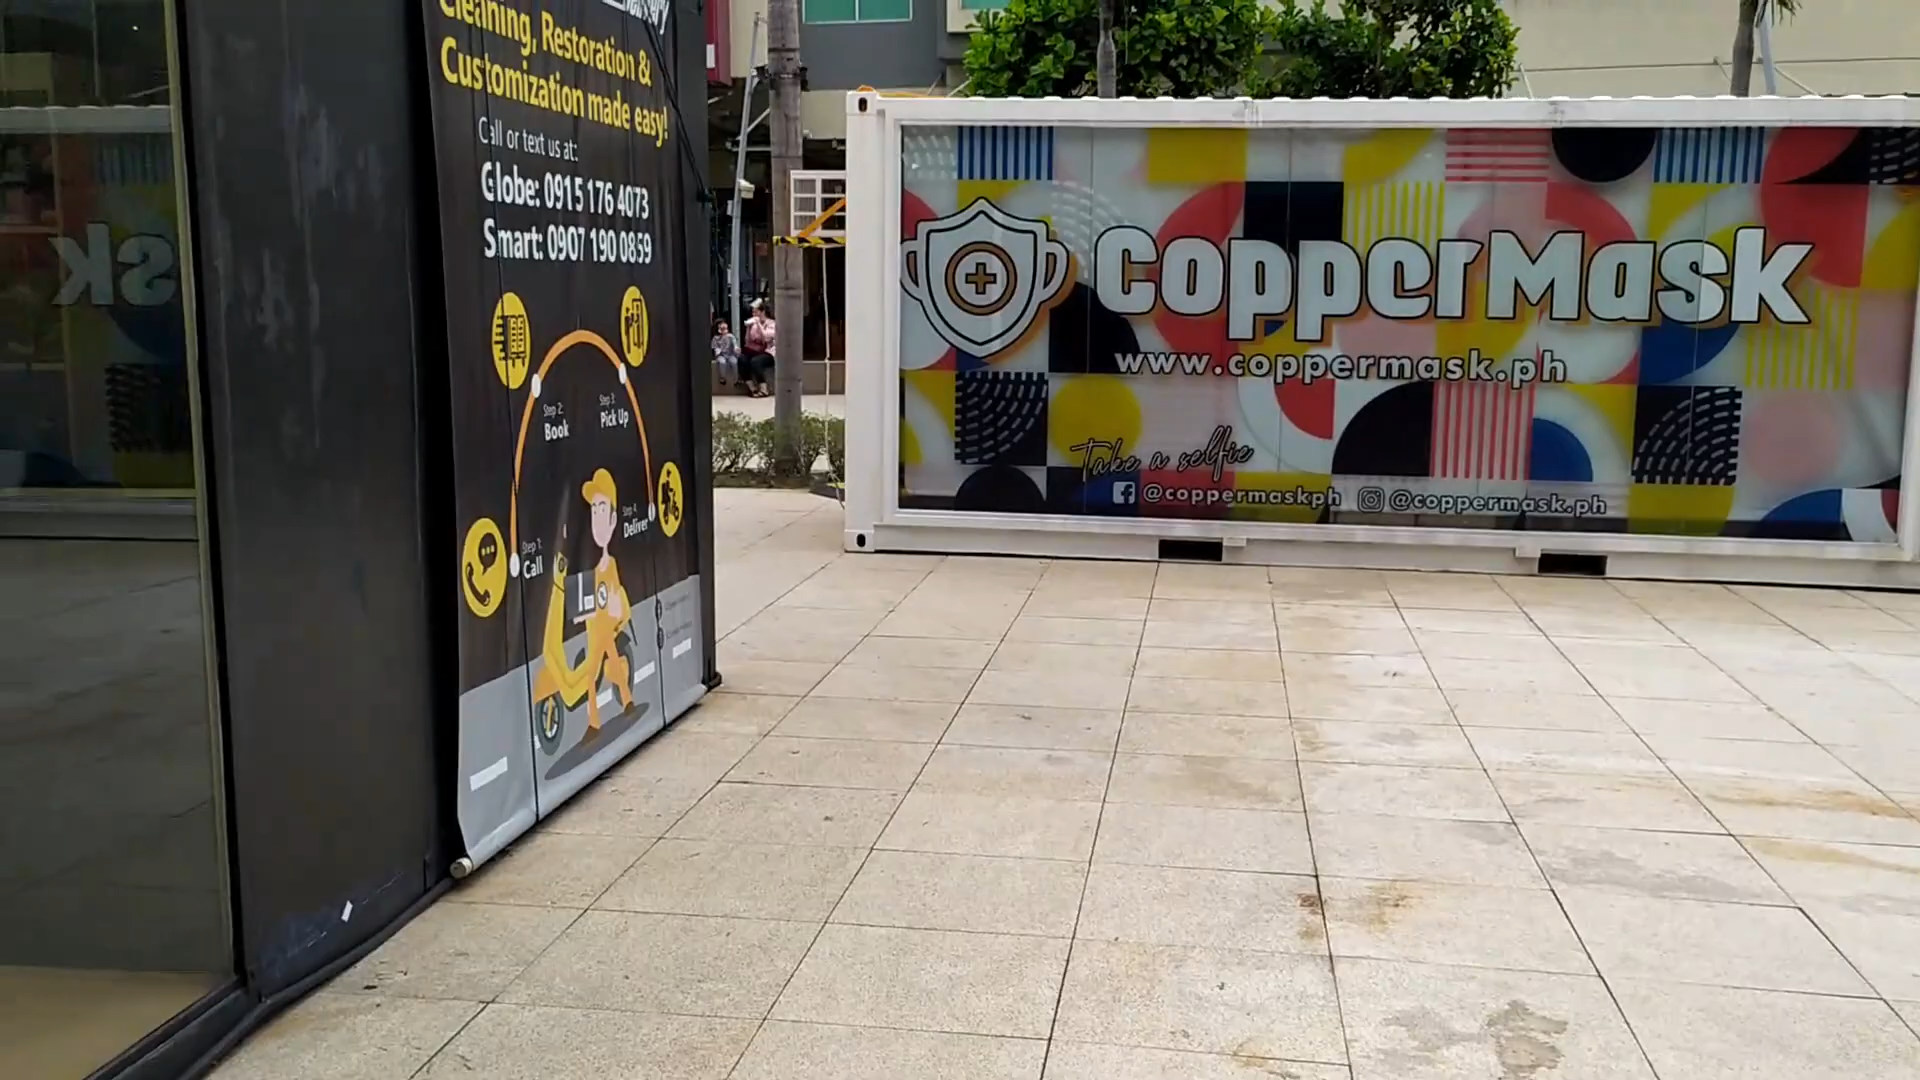 Cleaning, Restoration &
Customization made easy!
Call or text us at:
Globe: 0915 176 4073
Smart: 0907 190 0859
Step 2:
Book
Step 3:
Pick Up
Step 4:
Deliver
Step 1:
Call
CopperMask
www.coppermask.ph
Take a selfie
@coppermaskph @coppermask.ph
sk